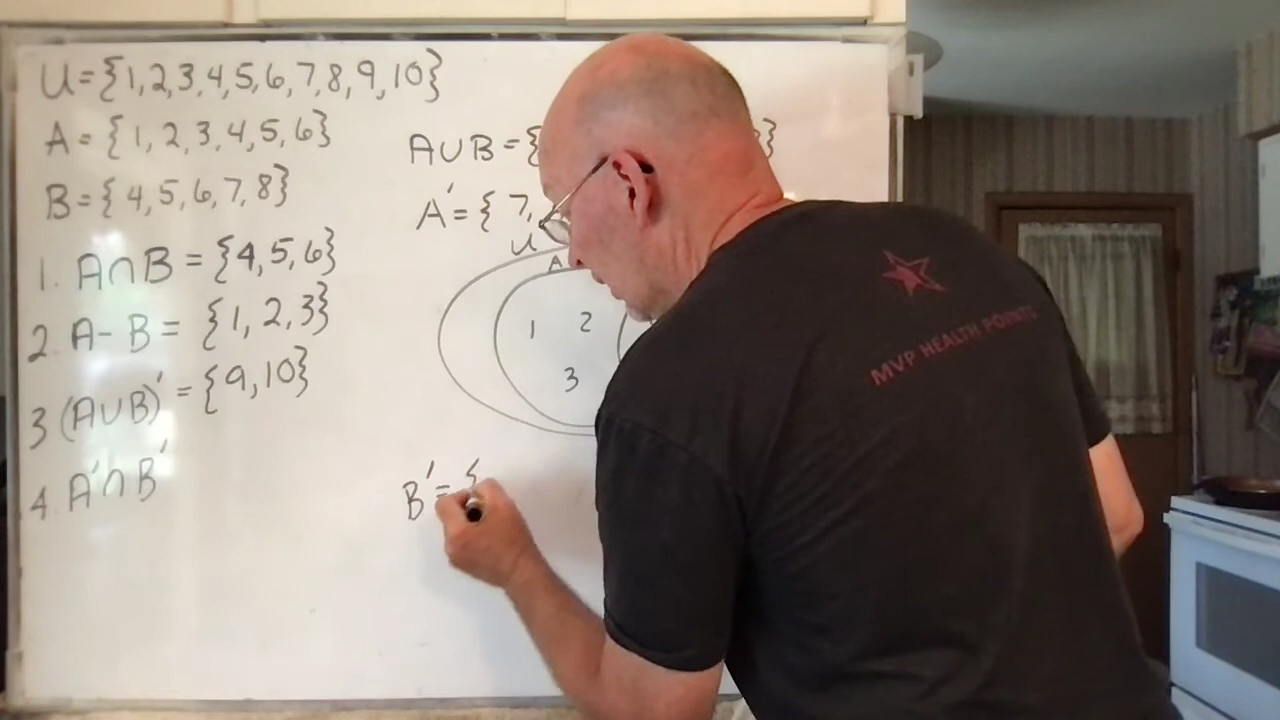 U={1,2,3,4,5,6,7,8,9,10}
A={1,2,3,4,5,6}
B={4,5,6,7,8}
1. A∩B={4,5,6}
2. A-B={1,2,3}
3 (A∪B)'={9,10}
4. A'∩B'
A∪B={ }
A'={7,
U
A
1 2
3
B'={
MVP HEALTH POINTE